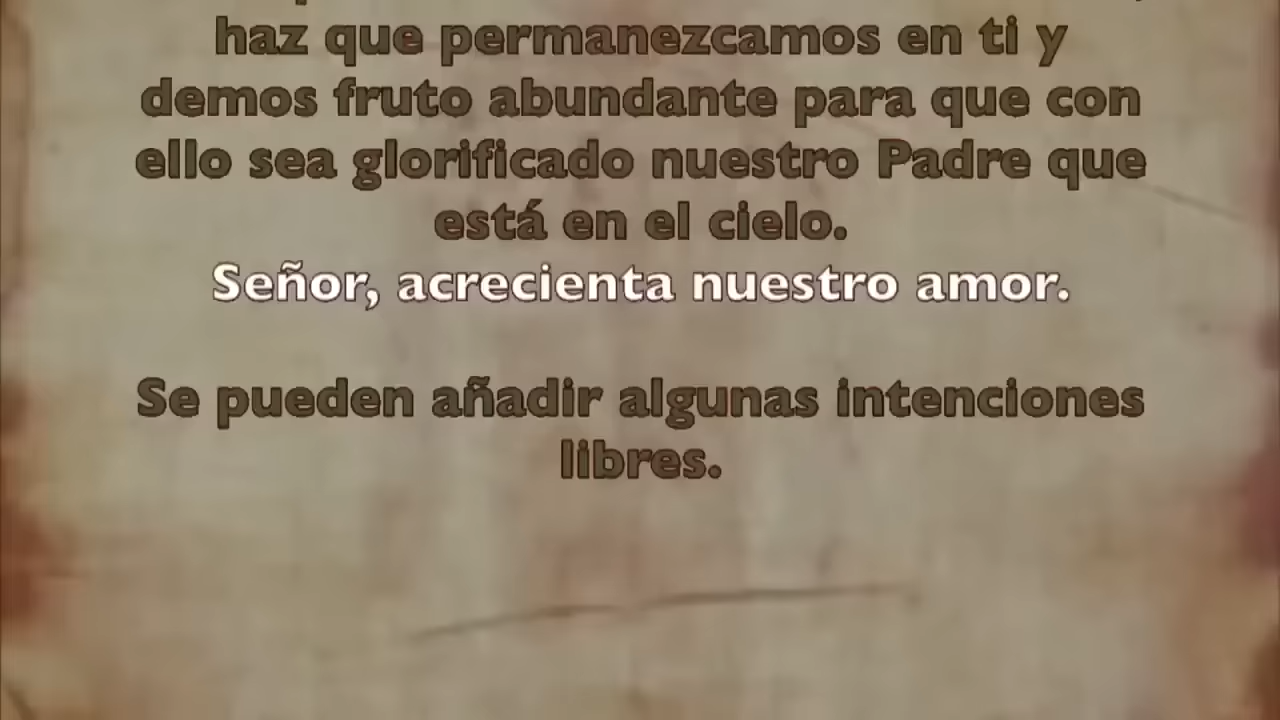 haz que permanezcamos en ti y
demos fruto abundante para que con
ello sea glorificado nuestro Padre que
está en el cielo.
Señor, acrecienta nuestro amor.
Se pueden añadir algunas intenciones
libres.